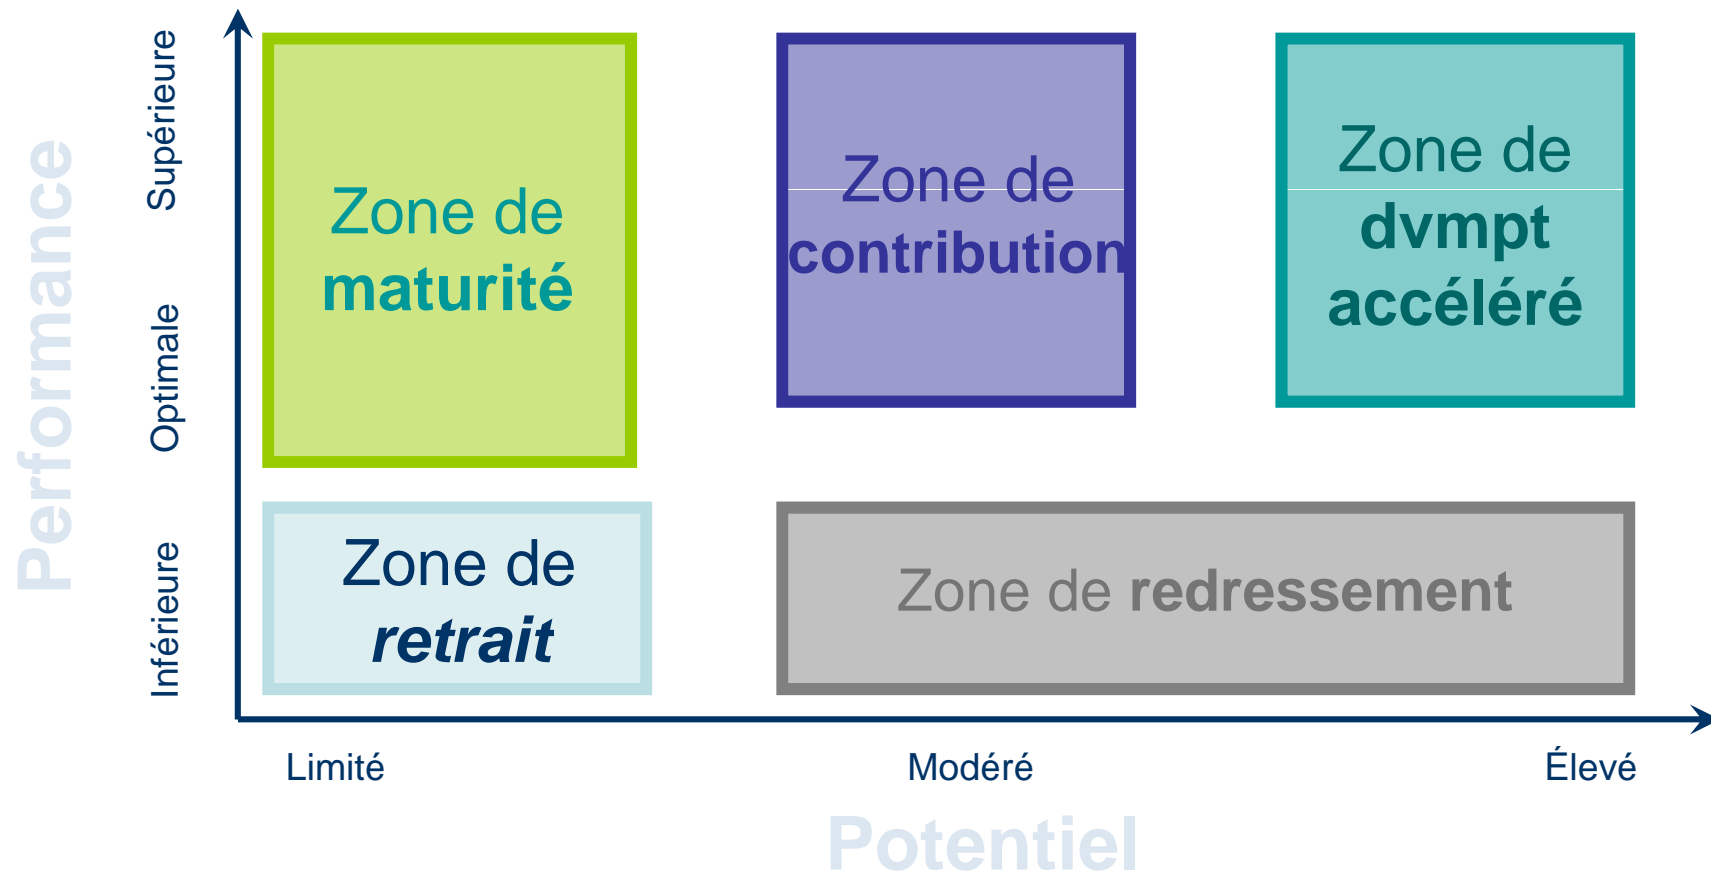 Performance
Supérieure
Optimale
Inférieure
Zone de
maturité
Zone de
contribution
Zone de
dvmpt
accéléré
Zone de
retrait
Zone de redressement
Limité
Modéré
Élevé
Potentiel